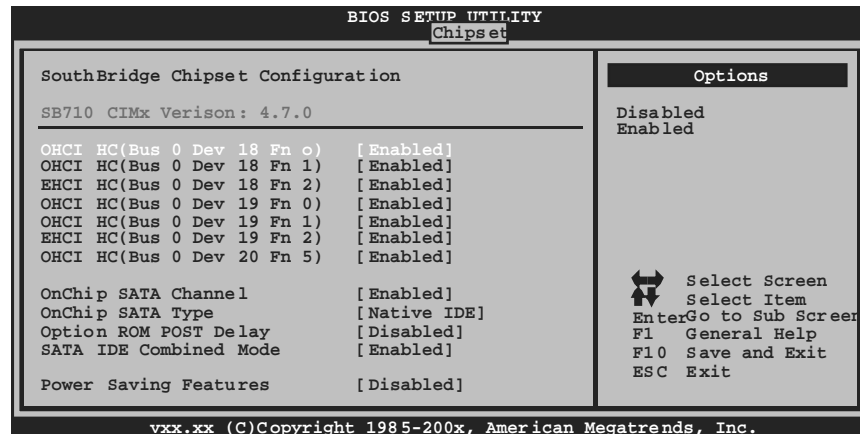 BIOS SETUP UTILITY
Chipset
SouthBridge Chipset Configuration
SB710 CIMx Verison: 4.7.0
OHCI HC(Bus 0 Dev 18 Fn o) [Enabled]
OHCI HC(Bus 0 Dev 18 Fn 1) [Enabled]
EHCI HC(Bus 0 Dev 18 Fn 2) [Enabled]
OHCI HC(Bus 0 Dev 19 Fn 0) [Enabled]
OHCI HC(Bus 0 Dev 19 Fn 1) [Enabled]
EHCI HC(Bus 0 Dev 19 Fn 2) [Enabled]
OHCI HC(Bus 0 Dev 20 Fn 5) [Enabled]
OnChip SATA Channel [Enabled]
OnChip SATA Type [Native IDE]
Option ROM POST Delay [Disabled]
SATA IDE Combined Mode [Enabled]
Power Saving Features [Disabled]
Options
Disabled
Enabled
Select Screen
Select Item
Enter Go to Sub Screen
F1 General Help
F10 Save and Exit
ESC Exit
vxx.xx (C)Copyright 1985-200x, American Megatrends, Inc.